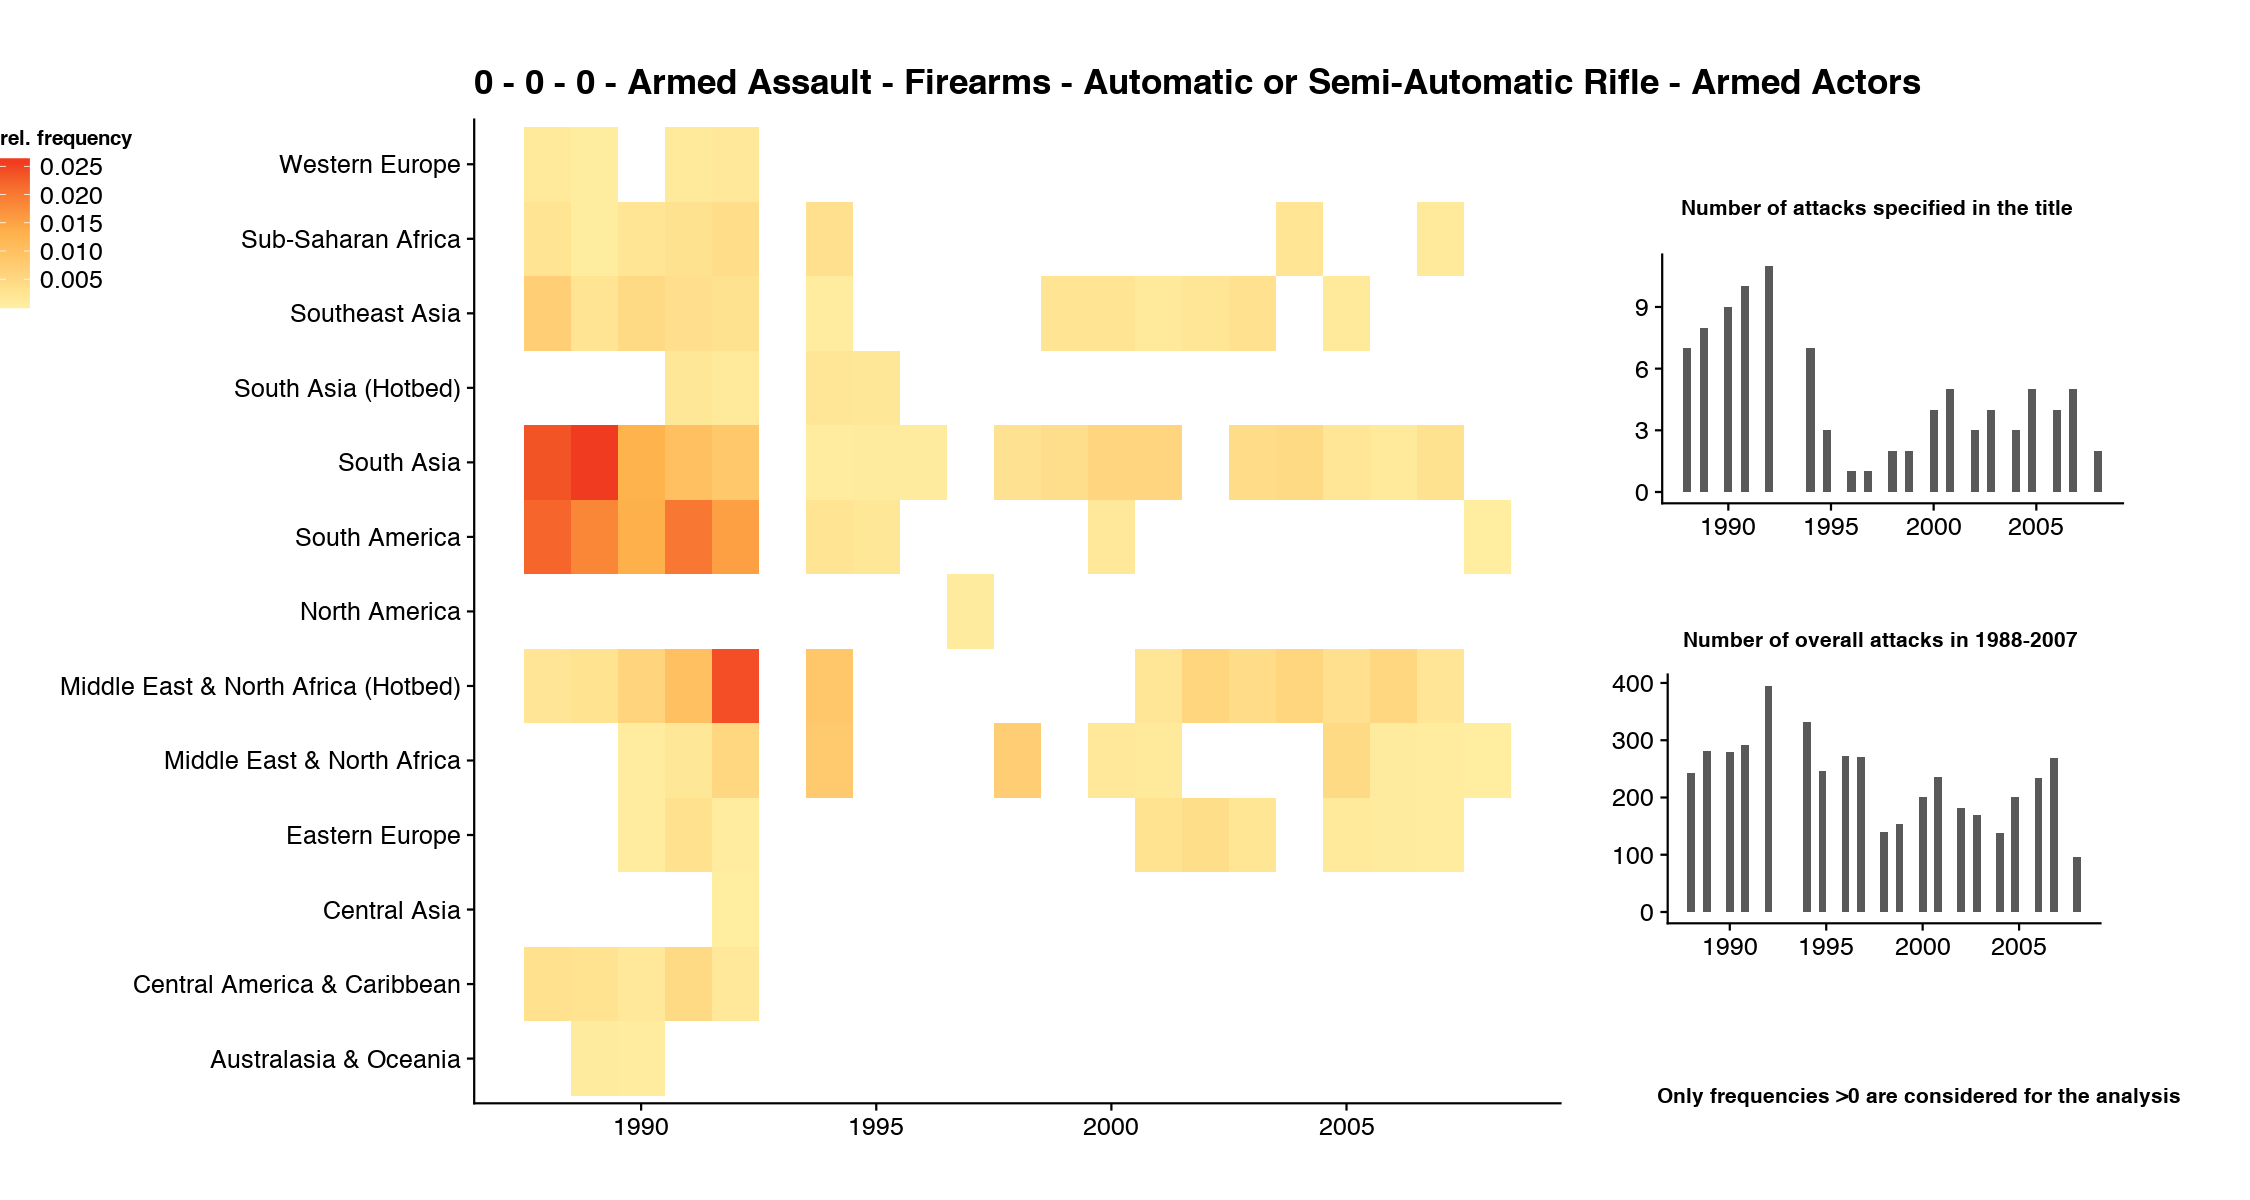 0 - 0 - 0 - Armed Assault - Firearms - Automatic or Semi-Automatic Rifle - Armed Actors
rel. frequency
0.025
0.020
0.015
0.010
0.005
Western Europe
Sub-Saharan Africa
Southeast Asia
South Asia (Hotbed)
South Asia
South America
North America
Middle East & North Africa (Hotbed)
Middle East & North Africa
Eastern Europe
Central Asia
Central America & Caribbean
Australasia & Oceania
1990 1995 2000 2005
Number of attacks specified in the title
9
6
3
0
1990 1995 2000 2005
Number of overall attacks in 1988-2007
400
300
200
100
0
1990 1995 2000 2005
Only frequencies >0 are considered for the analysis